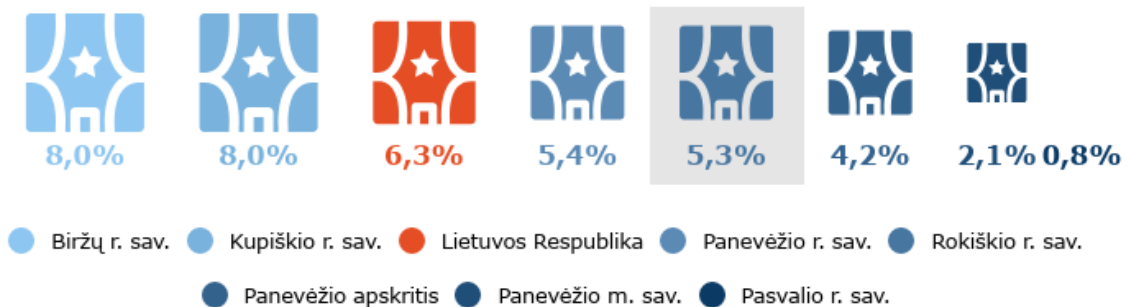 8,0% 8,0% 6,3% 5,4% 5,3% 4,2% 2,1% 0,8%
Biržų r. sav. Kupiškio r. sav. Lietuvos Respublika Panevėžio r. sav. Rokiškio r. sav.
Panevėžio apskritis Panevėžio m. sav. Pasvalio r. sav.